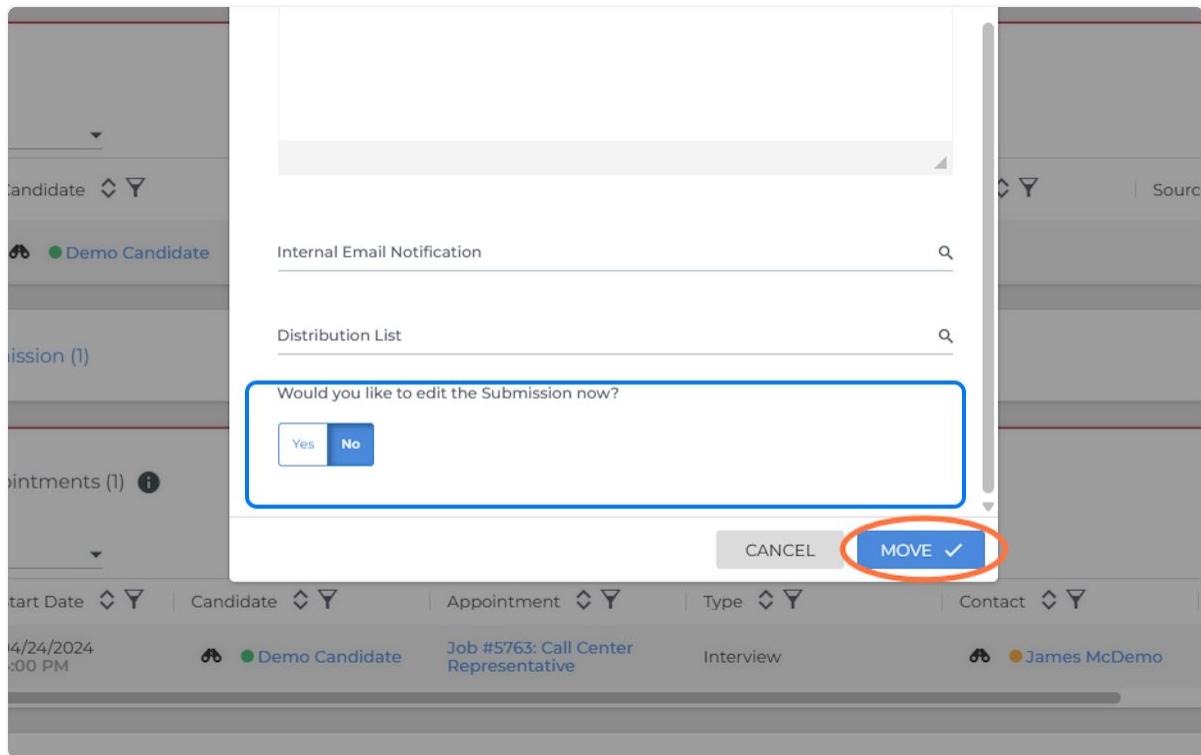 Candidate
Sourc
Demo Candidate
Internal Email Notification
Distribution List
ission (1)
Would you like to edit the Submission now?
Yes No
ointments (1)
CANCEL MOVE
tart Date Candidate Appointment Type Contact
04/24/2024 Demo Candidate Job #5763: Call Center Interview James McDemo
:00 PM Representative